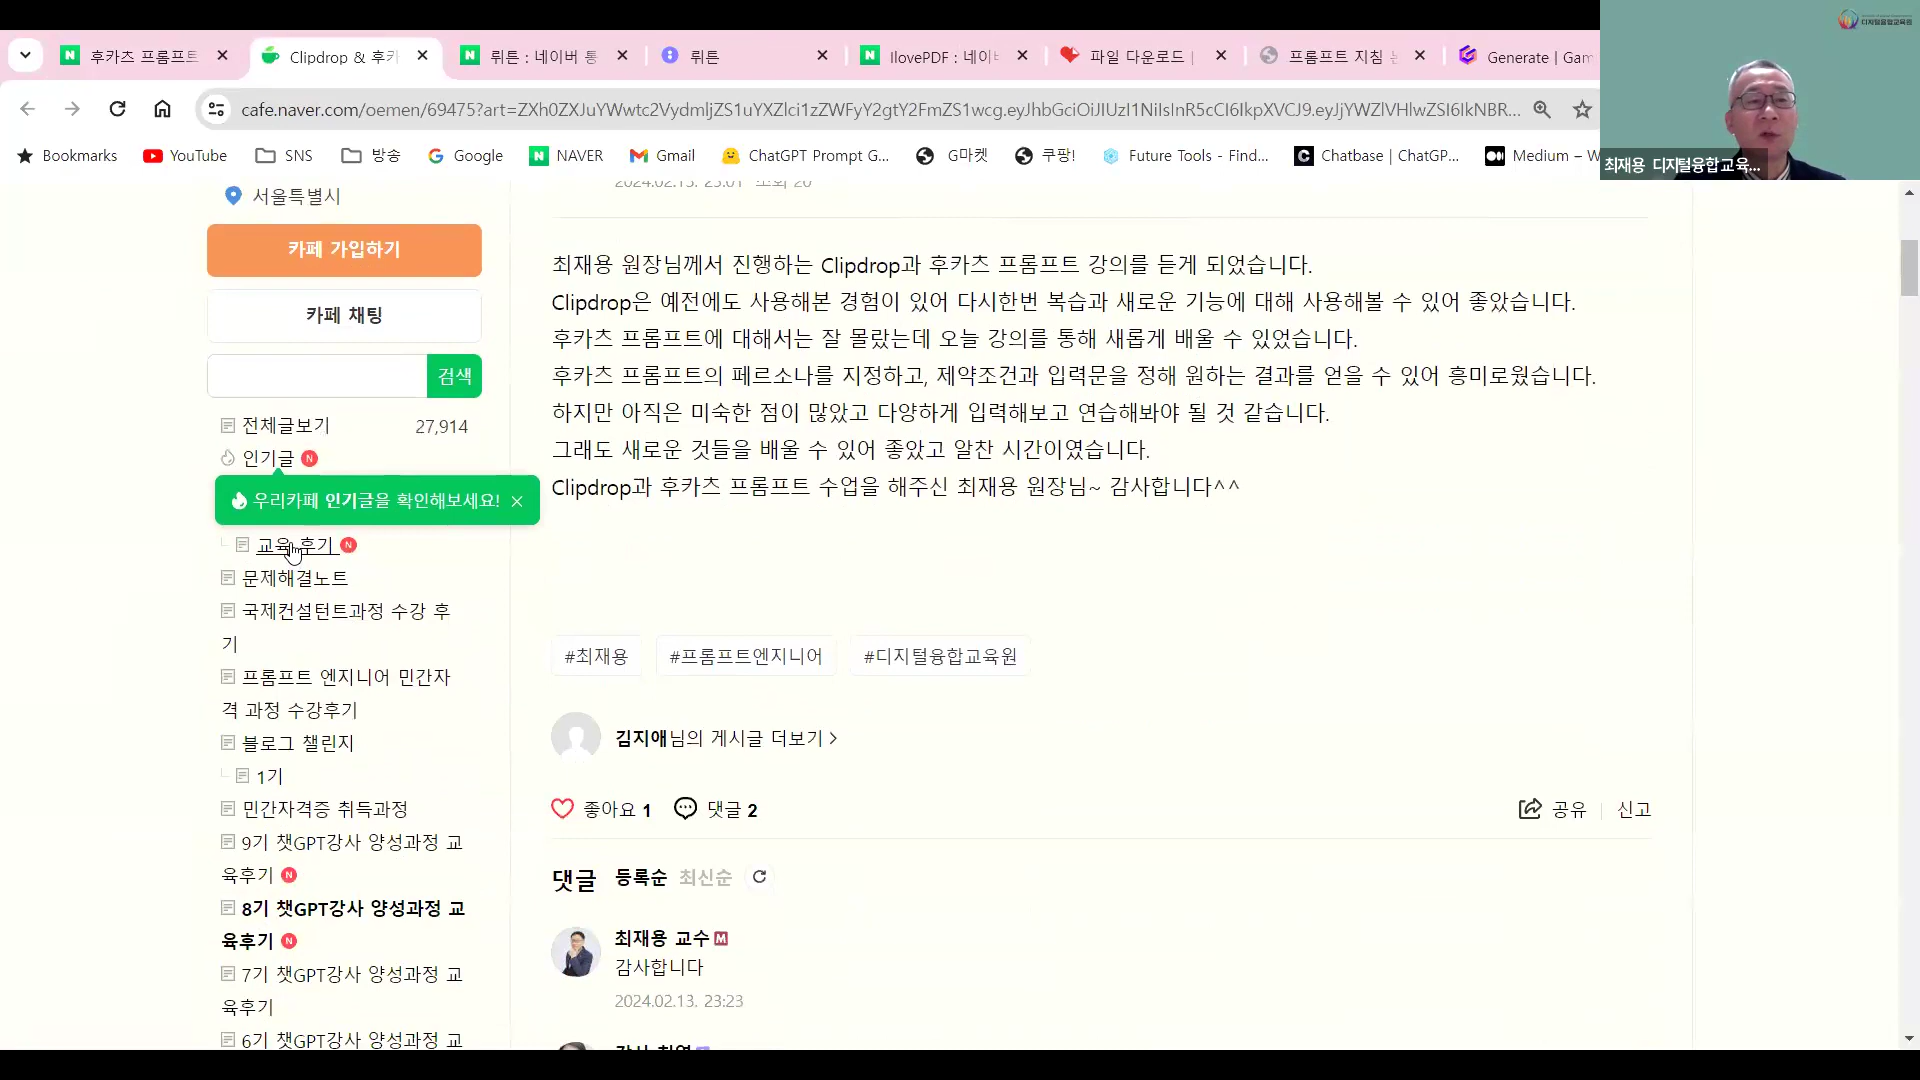 후카츠 프롬프트
Clipdrop & 후카
뤼튼 : 네이버 통
뤼튼
IlovePDF : 네이버
파일 다운로드 |
프롬프트 지침
Generate | Gam
디지털융합교육원
cafe.naver.com/oemen/69475?art=ZXh0ZXJuYWwtc2VydmljZS1uYXZlci1zZWFyY2gtY2FmZS1wcg.eyJhbGciOiJIUzI1NiIsInR5cCI6IkpXVCJ9.eyJjYWZlVHlwZSI6IkNBR...
Bookmarks
YouTube
SNS
방송
Google
NAVER
Gmail
ChatGPT Prompt G...
G마켓
쿠팡!
Future Tools - Find...
Chatbase | ChatGP...
Medium – W
최재용 디지털융합교육...
서울특별시
카페 가입하기
카페 채팅
검색
전체글보기 27,914
인기글 N
우리카페 인기글을 확인해보세요!
교육 후기 N
문제해결노트
국제컨설턴트과정 수강 후
기
프롬프트 엔지니어 민간자
격 과정 수강후기
블로그 챌린지
1기
민간자격증 취득과정
9기 챗GPT강사 양성과정 교
육후기 N
8기 챗GPT강사 양성과정 교
육후기 N
7기 챗GPT강사 양성과정 교
육후기
6기 챗GPT강사 양성과정 교
2024.02.13. 23:01 조회 20
최재용 원장님께서 진행하는 Clipdrop과 후카츠 프롬프트 강의를 듣게 되었습니다.
Clipdrop은 예전에도 사용해본 경험이 있어 다시한번 복습과 새로운 기능에 대해 사용해볼 수 있어 좋았습니다.
후카츠 프롬프트에 대해서는 잘 몰랐는데 오늘 강의를 통해 새롭게 배울 수 있었습니다.
후카츠 프롬프트의 페르소나를 지정하고, 제약조건과 입력문을 정해 원하는 결과를 얻을 수 있어 흥미로웠습니다.
하지만 아직은 미숙한 점이 많았고 다양하게 입력해보고 연습해봐야 될 것 같습니다.
그래도 새로운 것들을 배울 수 있어 좋았고 알찬 시간이였습니다.
Clipdrop과 후카츠 프롬프트 수업을 해주신 최재용 원장님~ 감사합니다^^
#최재용
#프롬프트엔지니어
#디지털융합교육원
김지애님의 게시글 더보기
좋아요 1
댓글 2
공유
신고
댓글 등록순 최신순
최재용 교수 M
감사합니다
2024.02.13. 23:23